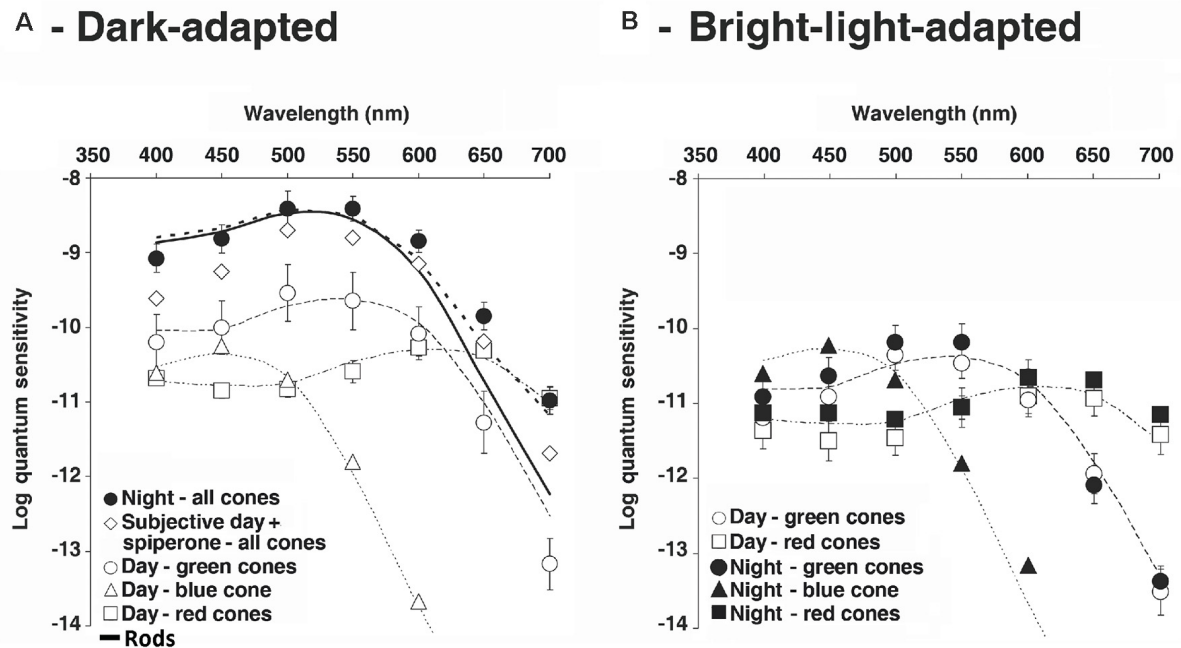 A - Dark-adapted
Wavelength (nm)
350 400 450 500 550 600 650 700
Log quantum sensitivity
-8
-9
-10
-11
-12
-13
-14
Night - all cones
Subjective day +
spiperone - all cones
Day - green cones
Day - blue cone
Day - red cones
Rods
B - Bright-light-adapted
Wavelength (nm)
350 400 450 500 550 600 650 700
Log quantum sensitivity
-8
-9
-10
-11
-12
-13
-14
Day - green cones
Day - red cones
Night - green cones
Night - blue cone
Night - red cones